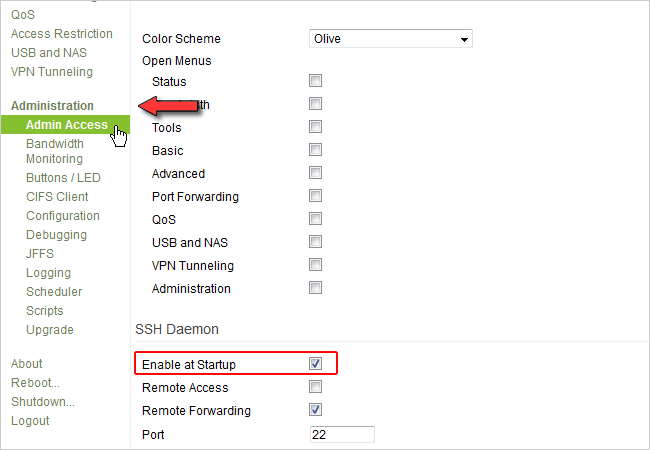 QoS
Access Restriction
USB and NAS
VPN Tunneling
Administration
Admin Access
Bandwidth
Monitoring
Buttons / LED
CIFS Client
Configuration
Debugging
JFFS
Logging
Scheduler
Scripts
Upgrade
About
Reboot...
Shutdown...
Logout
Color Scheme
Olive
Open Menus
Status
Tools
Basic
Advanced
Port Forwarding
QoS
USB and NAS
VPN Tunneling
Administration
SSH Daemon
Enable at Startup
Remote Access
Remote Forwarding
Port
22